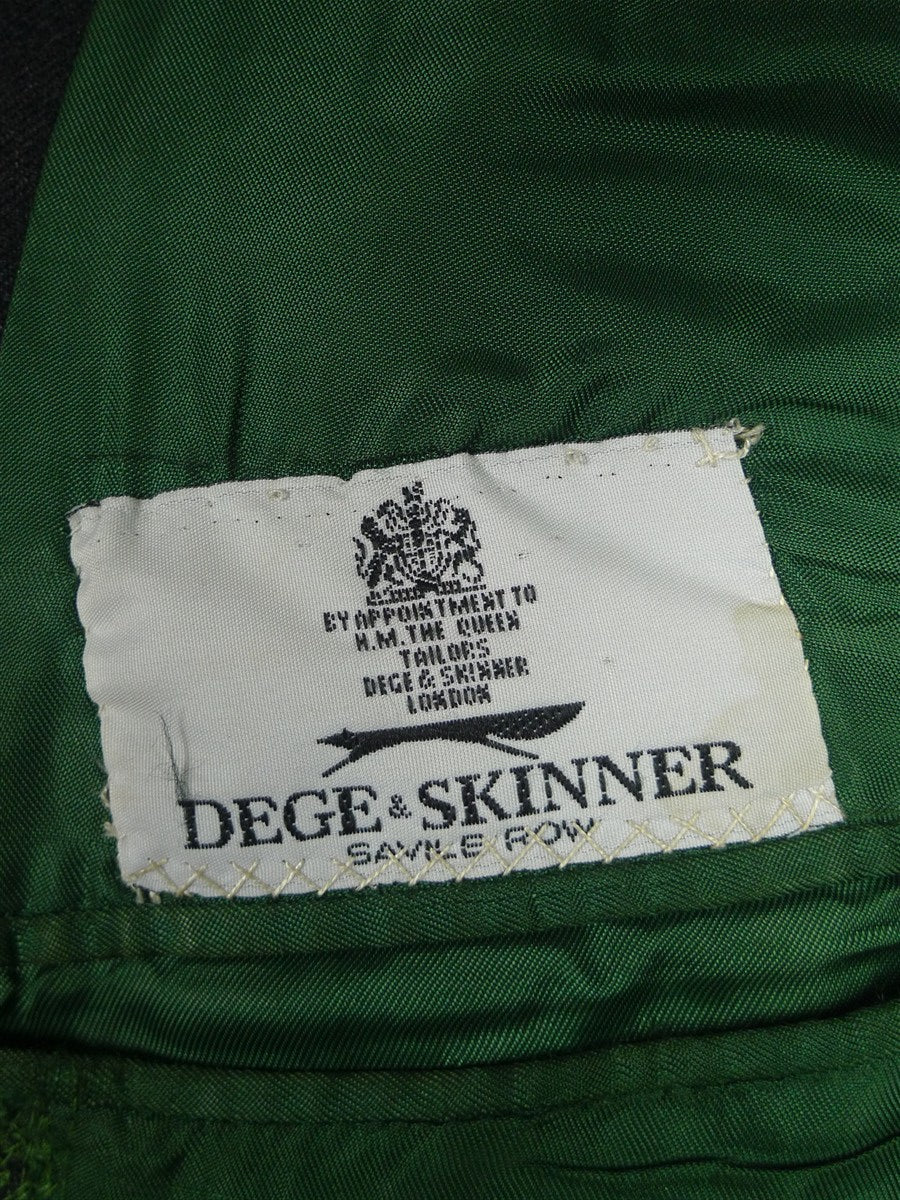 BY APPOINTMENT TO
H.M. THE QUEEN
TAILORS
DEGE & SKINNER
LONDON
DEGE & SKINNER
SAVILE ROW